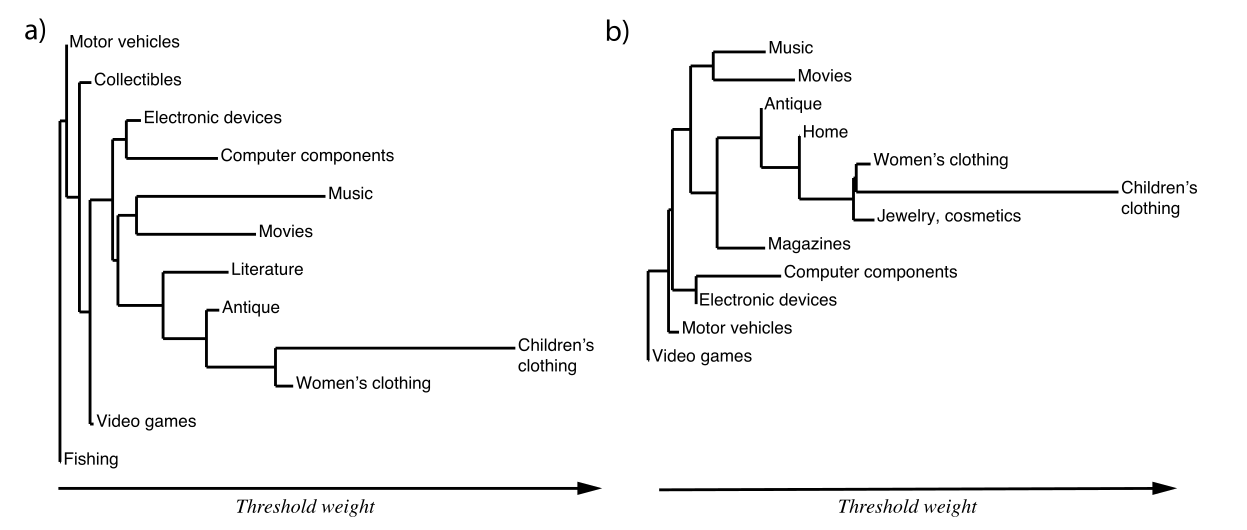 a)
Motor vehicles
Collectibles
Electronic devices
Computer components
Music
Movies
Literature
Antique
Children's
clothing
Women's clothing
Video games
Fishing
Threshold weight
b)
Music
Movies
Antique
Home
Women's clothing
Children's
clothing
Jewelry, cosmetics
Magazines
Computer components
Electronic devices
Motor vehicles
Video games
Threshold weight